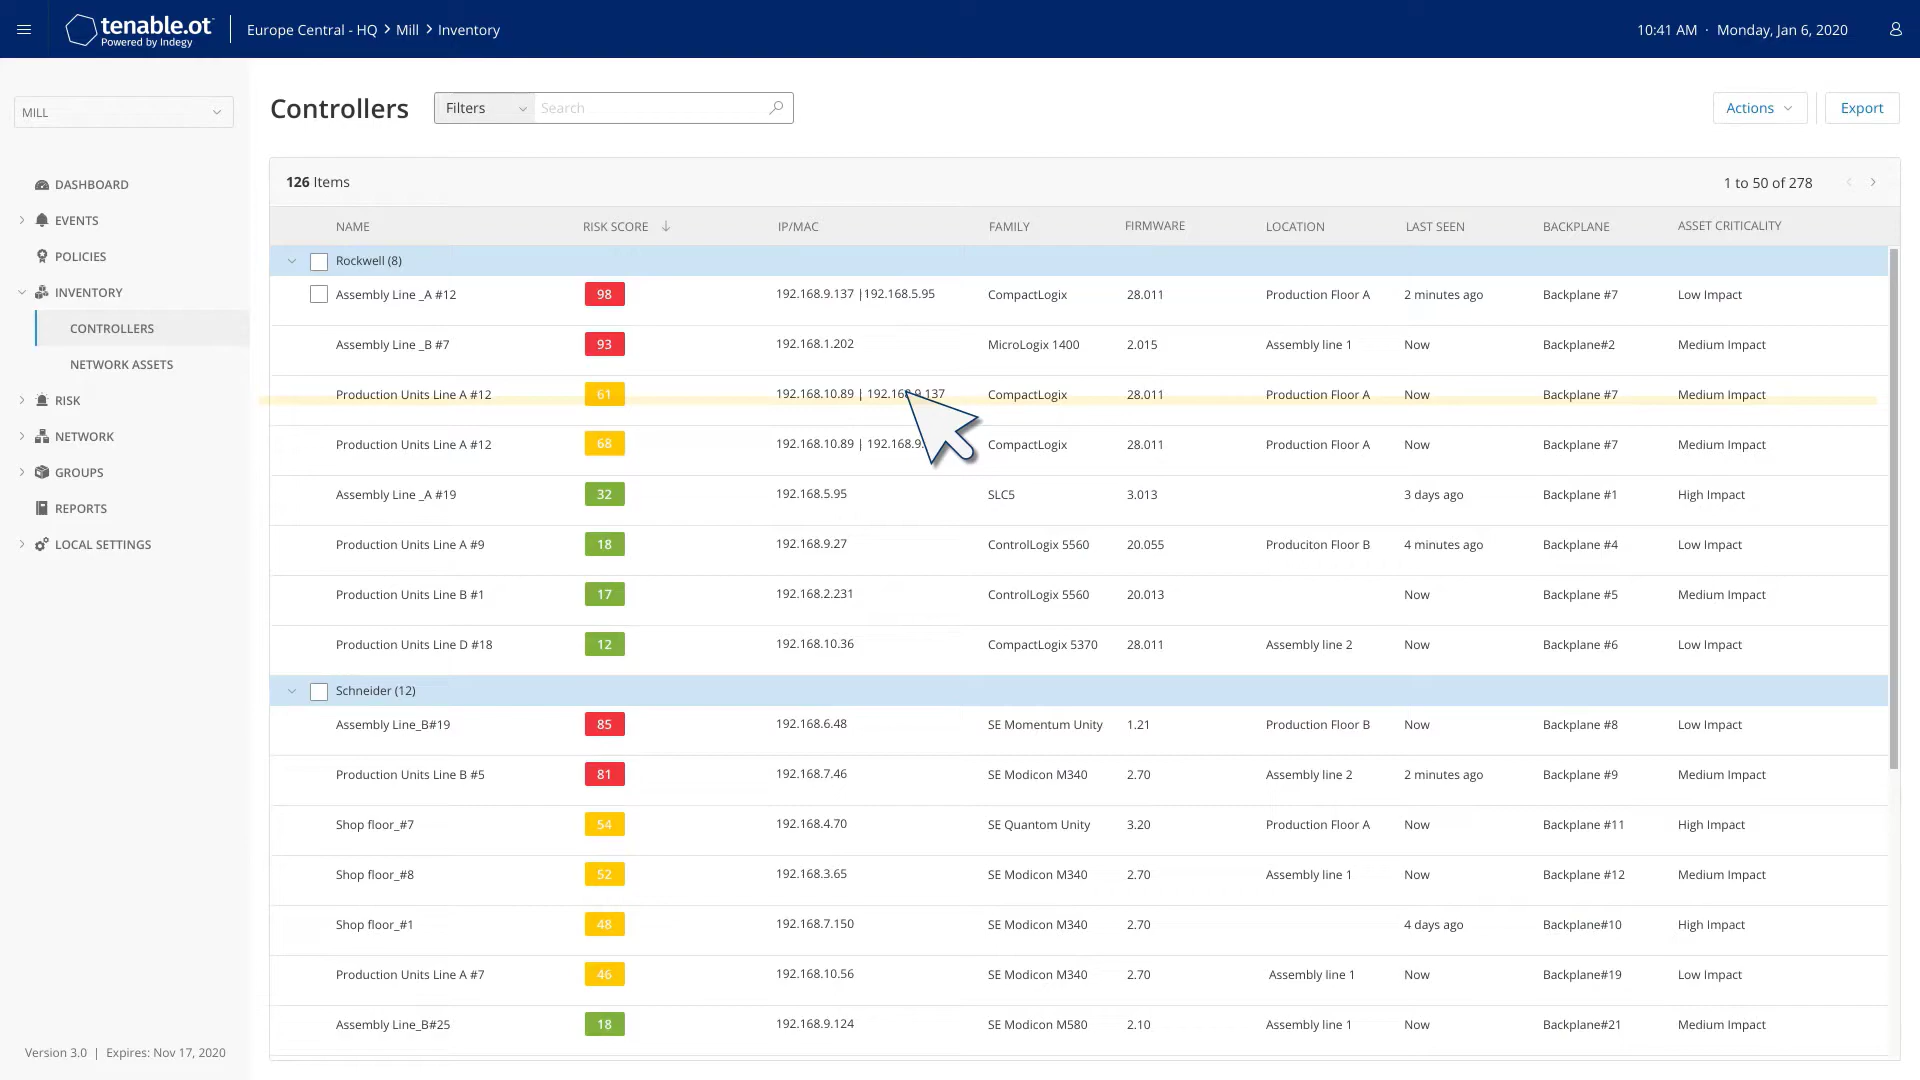 tenable.ot
Powered by Indegy
Europe Central - HQ > Mill > Inventory
10:41 AM · Monday, Jan 6, 2020
MILL
DASHBOARD
EVENTS
POLICIES
INVENTORY
CONTROLLERS
NETWORK ASSETS
RISK
NETWORK
GROUPS
REPORTS
LOCAL SETTINGS
Version 3.0 | Expires: Nov 17, 2020
Controllers
Filters
Search
Actions
Export
126 Items
1 to 50 of 278
NAME RISK SCORE IP/MAC FAMILY FIRMWARE LOCATION LAST SEEN BACKPLANE ASSET CRITICALITY
Rockwell (8)
Assembly Line _A #12 98 192.168.9.137 |192.168.5.95 CompactLogix 28.011 Production Floor A 2 minutes ago Backplane #7 Low Impact
Assembly Line _B #7 93 192.168.1.202 MicroLogix 1400 2.015 Assembly line 1 Now Backplane#2 Medium Impact
Production Units Line A #12 61 192.168.10.89 | 192.168.9.137 CompactLogix 28.011 Production Floor A Now Backplane #7 Medium Impact
Production Units Line A #12 68 192.168.10.89 | 192.168.9. CompactLogix 28.011 Production Floor A Now Backplane #7 Medium Impact
Assembly Line _A #19 32 192.168.5.95 SLC5 3.013 3 days ago Backplane #1 High Impact
Production Units Line A #9 18 192.168.9.27 ControlLogix 5560 20.055 Produciton Floor B 4 minutes ago Backplane #4 Low Impact
Production Units Line B #1 17 192.168.2.231 ControlLogix 5560 20.013 Now Backplane #5 Medium Impact
Production Units Line D #18 12 192.168.10.36 CompactLogix 5370 28.011 Assembly line 2 Now Backplane #6 Low Impact
Schneider (12)
Assembly Line_B#19 85 192.168.6.48 SE Momentum Unity 1.21 Production Floor B Now Backplane #8 Low Impact
Production Units Line B #5 81 192.168.7.46 SE Modicon M340 2.70 Assembly line 2 2 minutes ago Backplane #9 Medium Impact
Shop floor_#7 54 192.168.4.70 SE Quantom Unity 3.20 Production Floor A Now Backplane #11 High Impact
Shop floor_#8 52 192.168.3.65 SE Modicon M340 2.70 Assembly line 1 Now Backplane #12 Medium Impact
Shop floor_#1 48 192.168.7.150 SE Modicon M340 2.70 4 days ago Backplane#10 High Impact
Production Units Line A #7 46 192.168.10.56 SE Modicon M340 2.70 Assembly line 1 Now Backplane#19 Low Impact
Assembly Line_B#25 18 192.168.9.124 SE Modicon M580 2.10 Assembly line 1 Now Backplane#21 Medium Impact